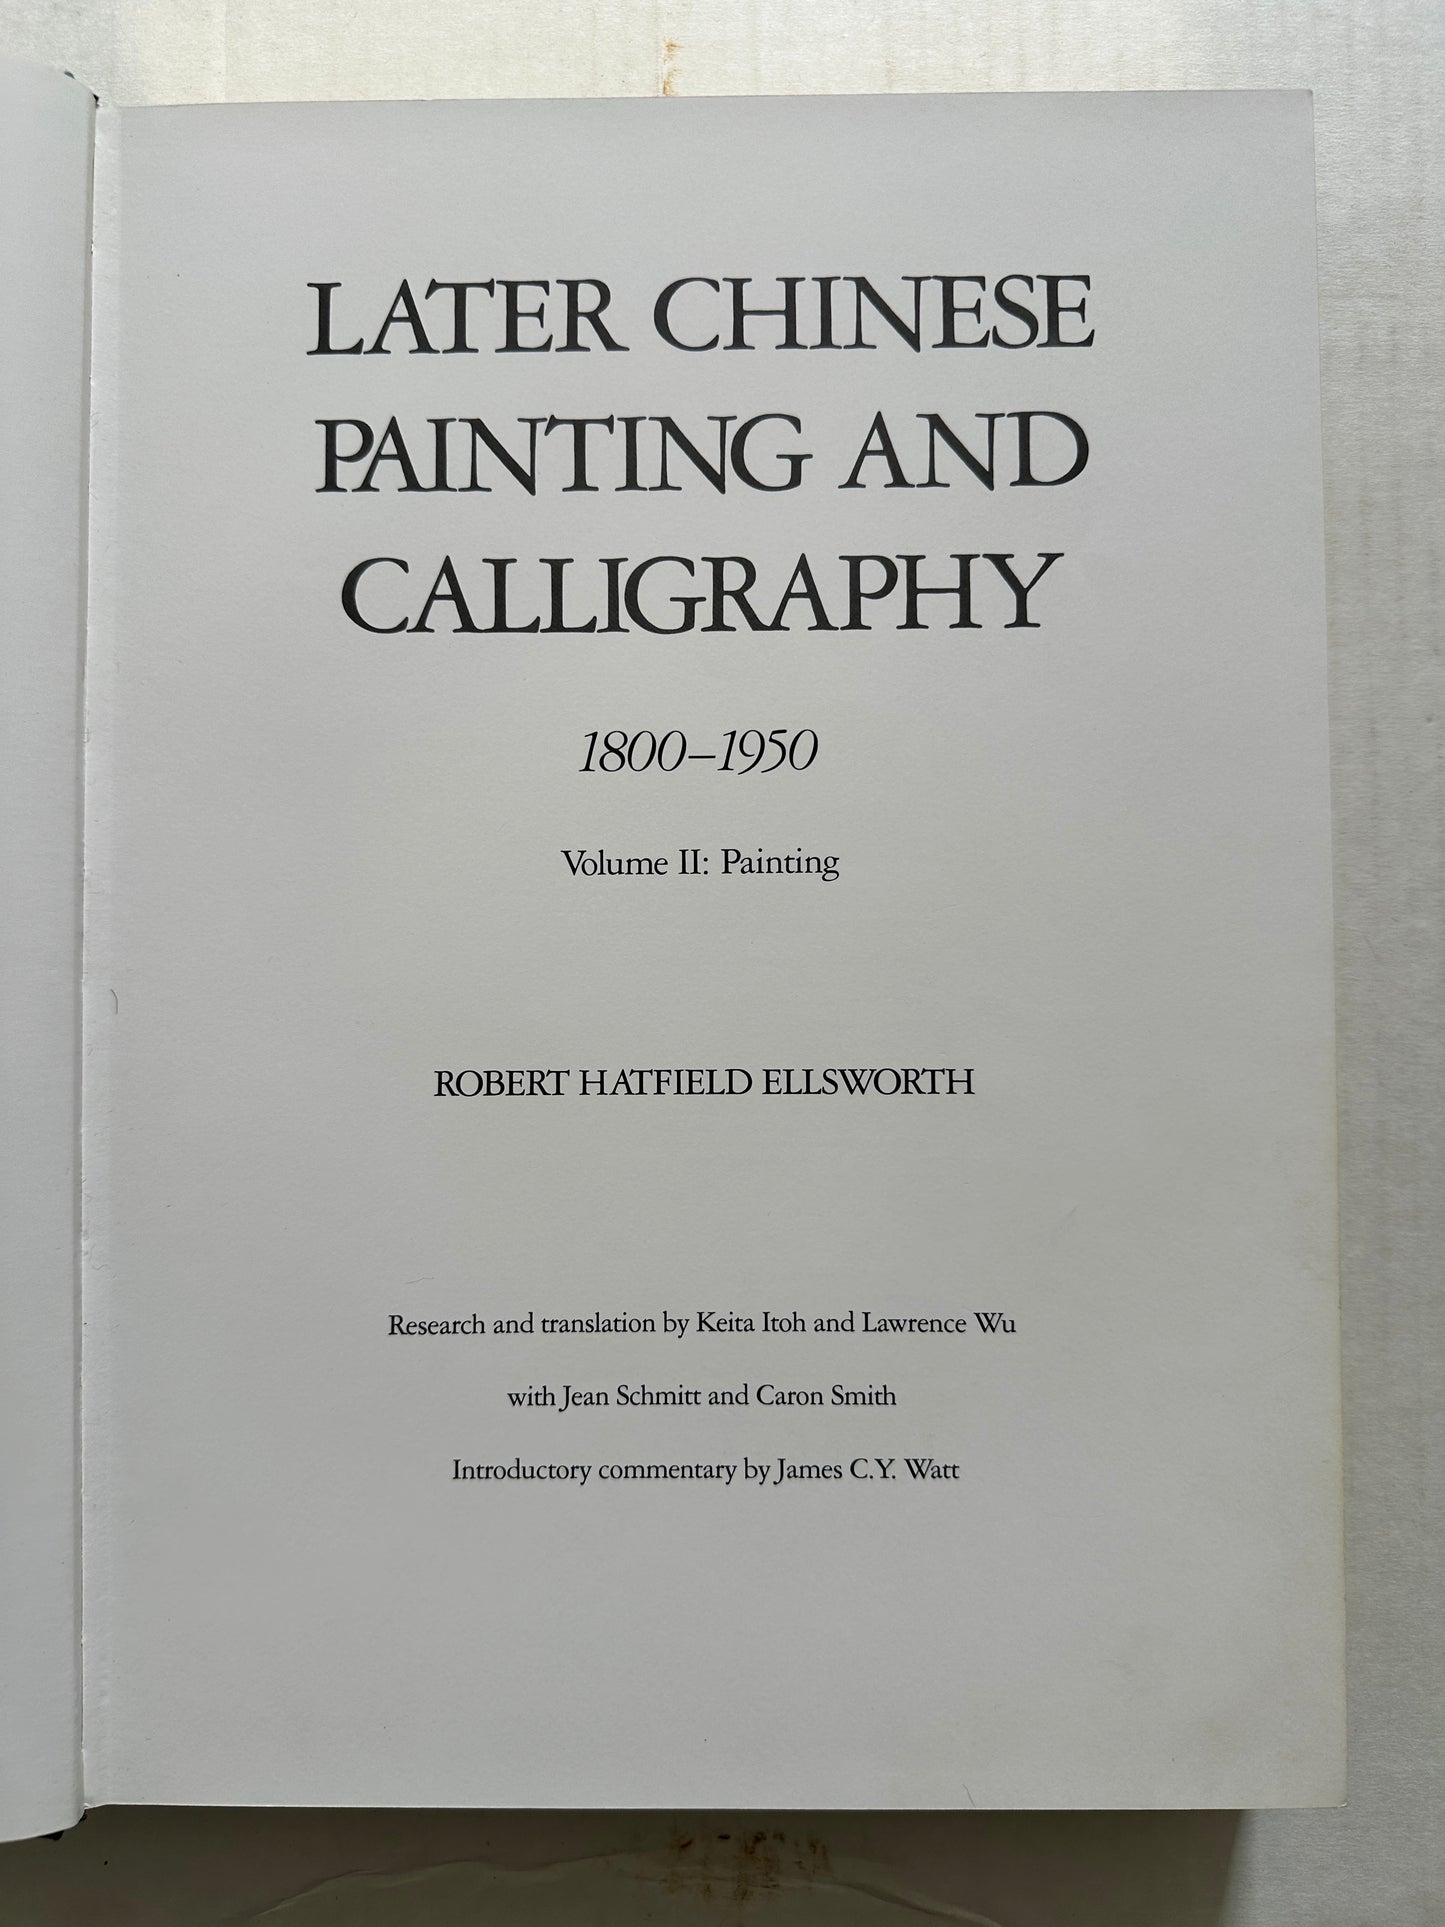 LATER CHINESE
PAINTING AND
CALLIGRAPHY
1800–1950
Volume II: Painting
ROBERT HATFIELD ELLSWORTH
Research and translation by Keita Itoh and Lawrence Wu
with Jean Schmitt and Caron Smith
Introductory commentary by James C.Y. Watt